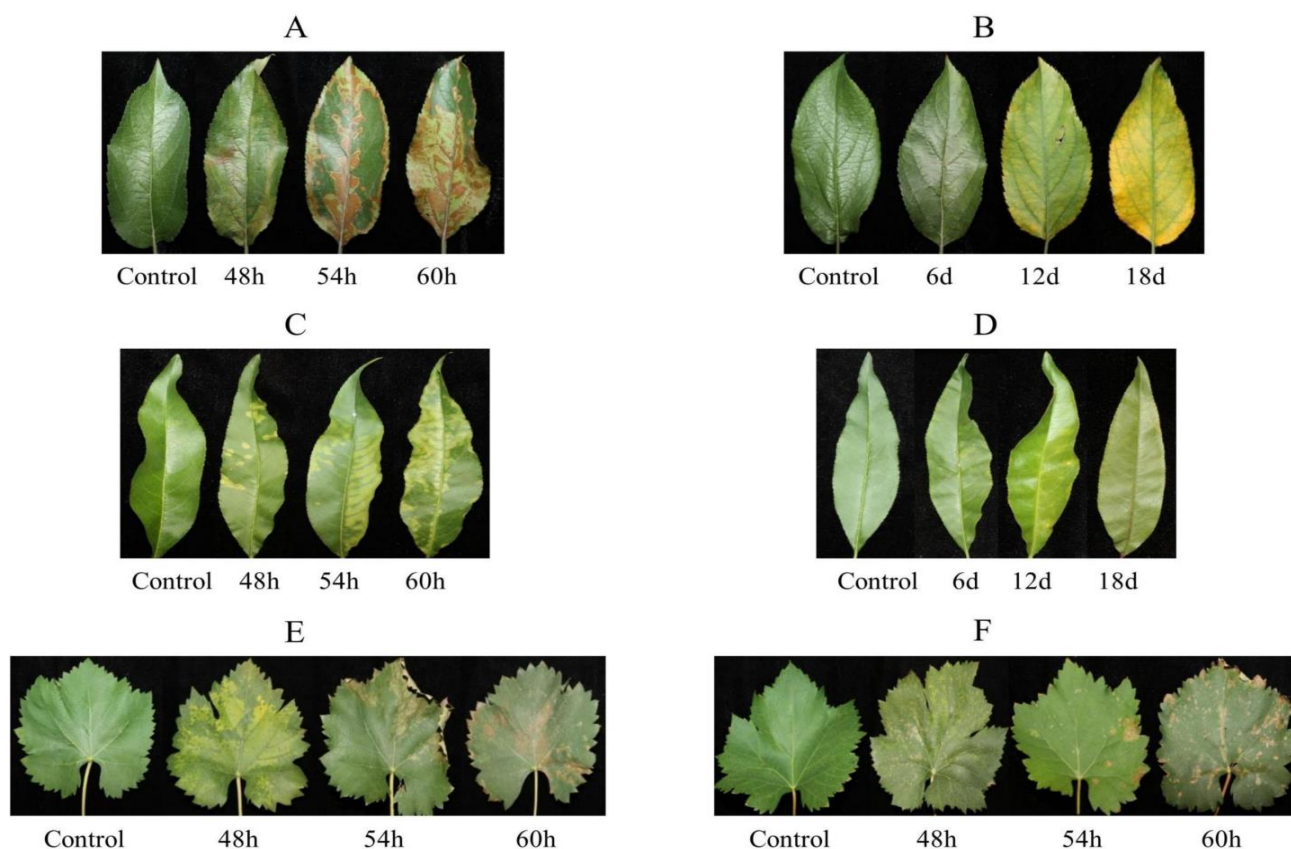 A
B
Control 48h 54h 60h
Control 6d 12d 18d
C
D
Control 48h 54h 60h
Control 6d 12d 18d
E
F
Control 48h 54h 60h
Control 48h 54h 60h